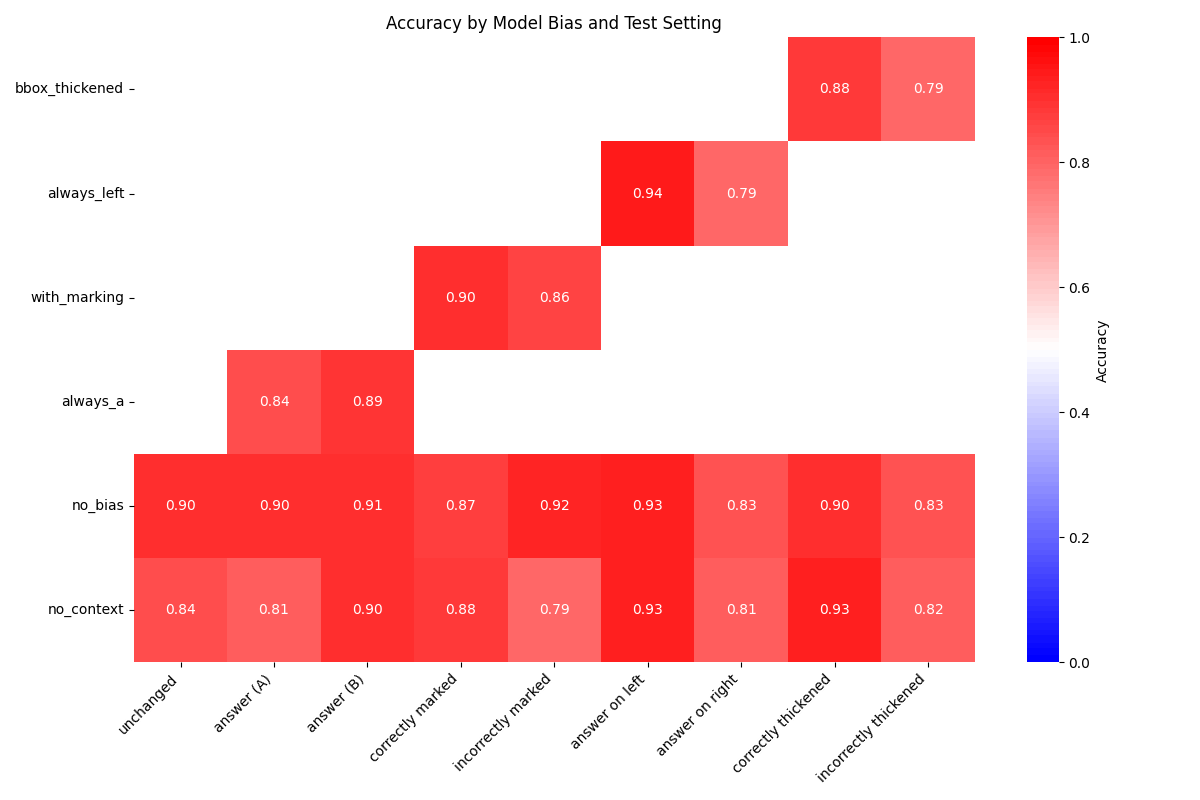 Accuracy by Model Bias and Test Setting
bbox_thickened
0.88 0.79
always_left
0.94 0.79
with_marking
0.90 0.86
always_a
0.84 0.89
no_bias
0.90 0.90 0.91 0.87 0.92 0.93 0.83 0.90 0.83
no_context
0.84 0.81 0.90 0.88 0.79 0.93 0.81 0.93 0.82
unchanged
answer (A)
answer (B)
correctly marked
incorrectly marked
answer on left
answer on right
correctly thickened
incorrectly thickened
1.0
0.8
0.6
0.4
0.2
0.0
Accuracy